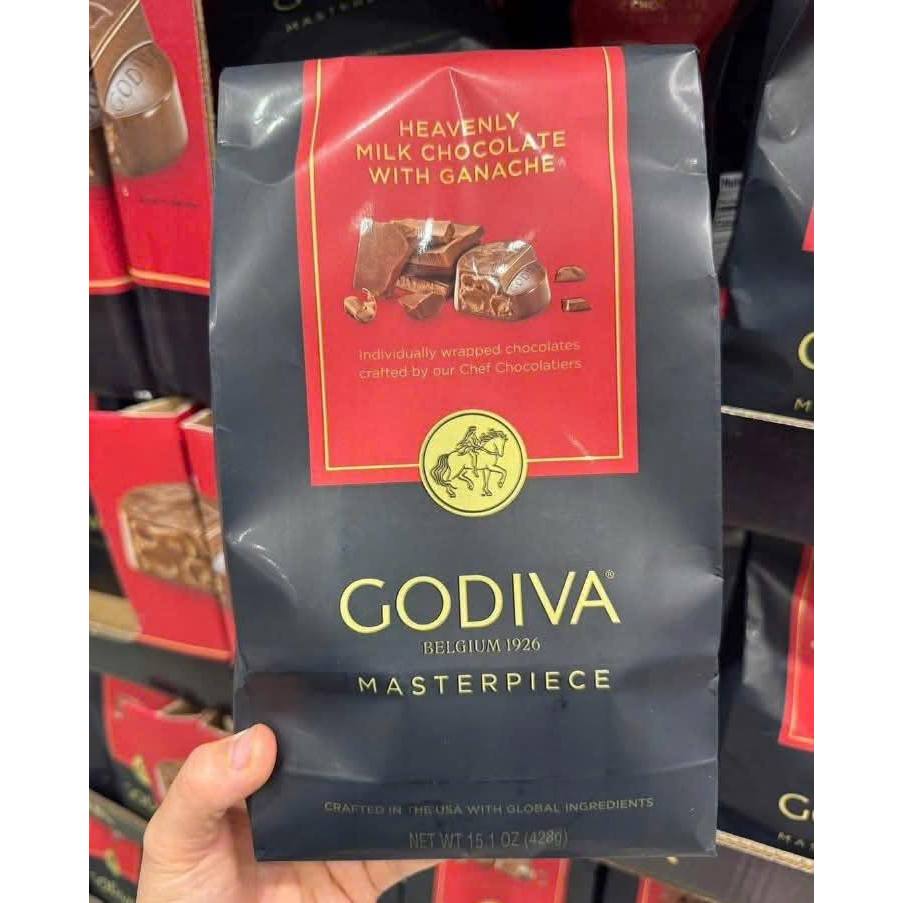 HEAVENLY
MILK CHOCOLATE
WITH GANACHE
Individually wrapped chocolates
crafted by our Chef Chocolatiers
GODIVA®
BELGIUM 1926
MASTERPIECE
CRAFTED IN THE USA WITH GLOBAL INGREDIENTS
NET WT 15.1 OZ (428g)